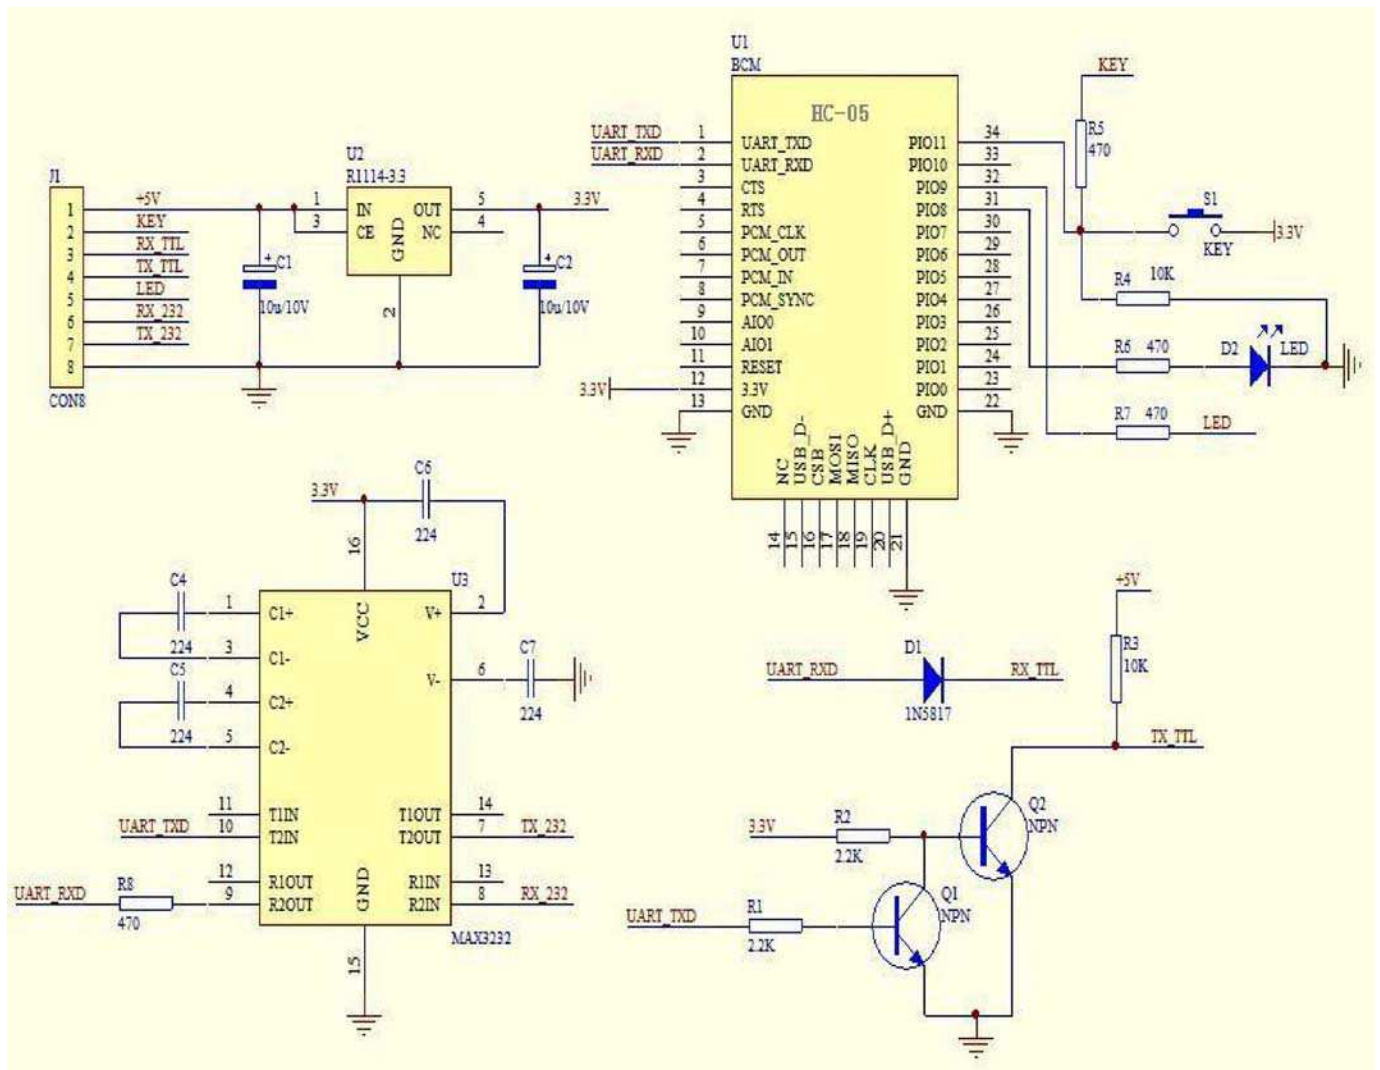 J1
1 +5V
2 KEY
3 RX_TTL
4 TX_TTL
5 LED
6 RX_232
7 TX_232
8
CON8
U2
R1114-3.3
1 IN OUT 5 3.3V
3 CE NC 4
GND
2
+ C1
10u/10V
+ C2
10u/10V
U1
BCM
HC-05
UART_TXD 1 UART_TXD PIO11 34
UART_RXD 2 UART_RXD PIO10 33
3 CTS PIO9 32
4 RTS PIO8 31
5 PCM_CLK PIO7 30
6 PCM_OUT PIO6 29
7 PCM_IN PIO5 28
8 PCM_SYNC PIO4 27
9 AIO0 PIO3 26
10 AIO1 PIO2 25
11 RESET PIO1 24
3.3V 12 3.3V PIO0 23
13 GND GND 22
NC USB_D- CSB MOSI MISO CLK USB_D+ GND
14 15 16 17 18 19 20 21
KEY
R5
470
S1
KEY
3.3V
R4 10K
R6 470 D2 LED
R7 470 LED
3.3V
C6
224
16
U3
VCC
C4
224
1 C1+
3 C1-
C5
224
4 C2+
5 C2-
V+ 2
V- 6
C7
224
11 T1IN T1OUT 14
UART_TXD 10 T2IN T2OUT 7 TX_232
12 R1OUT R1IN 13
UART_RXD R8 9 R2OUT R2IN 8 RX_232
470
GND
MAX3232
15
UART_RXD D1 RX_TTL
1N5817
+5V
R3
10K
TX_TTL
3.3V R2
2.2K
Q2
NPN
UART_TXD R1
2.2K
Q1
NPN